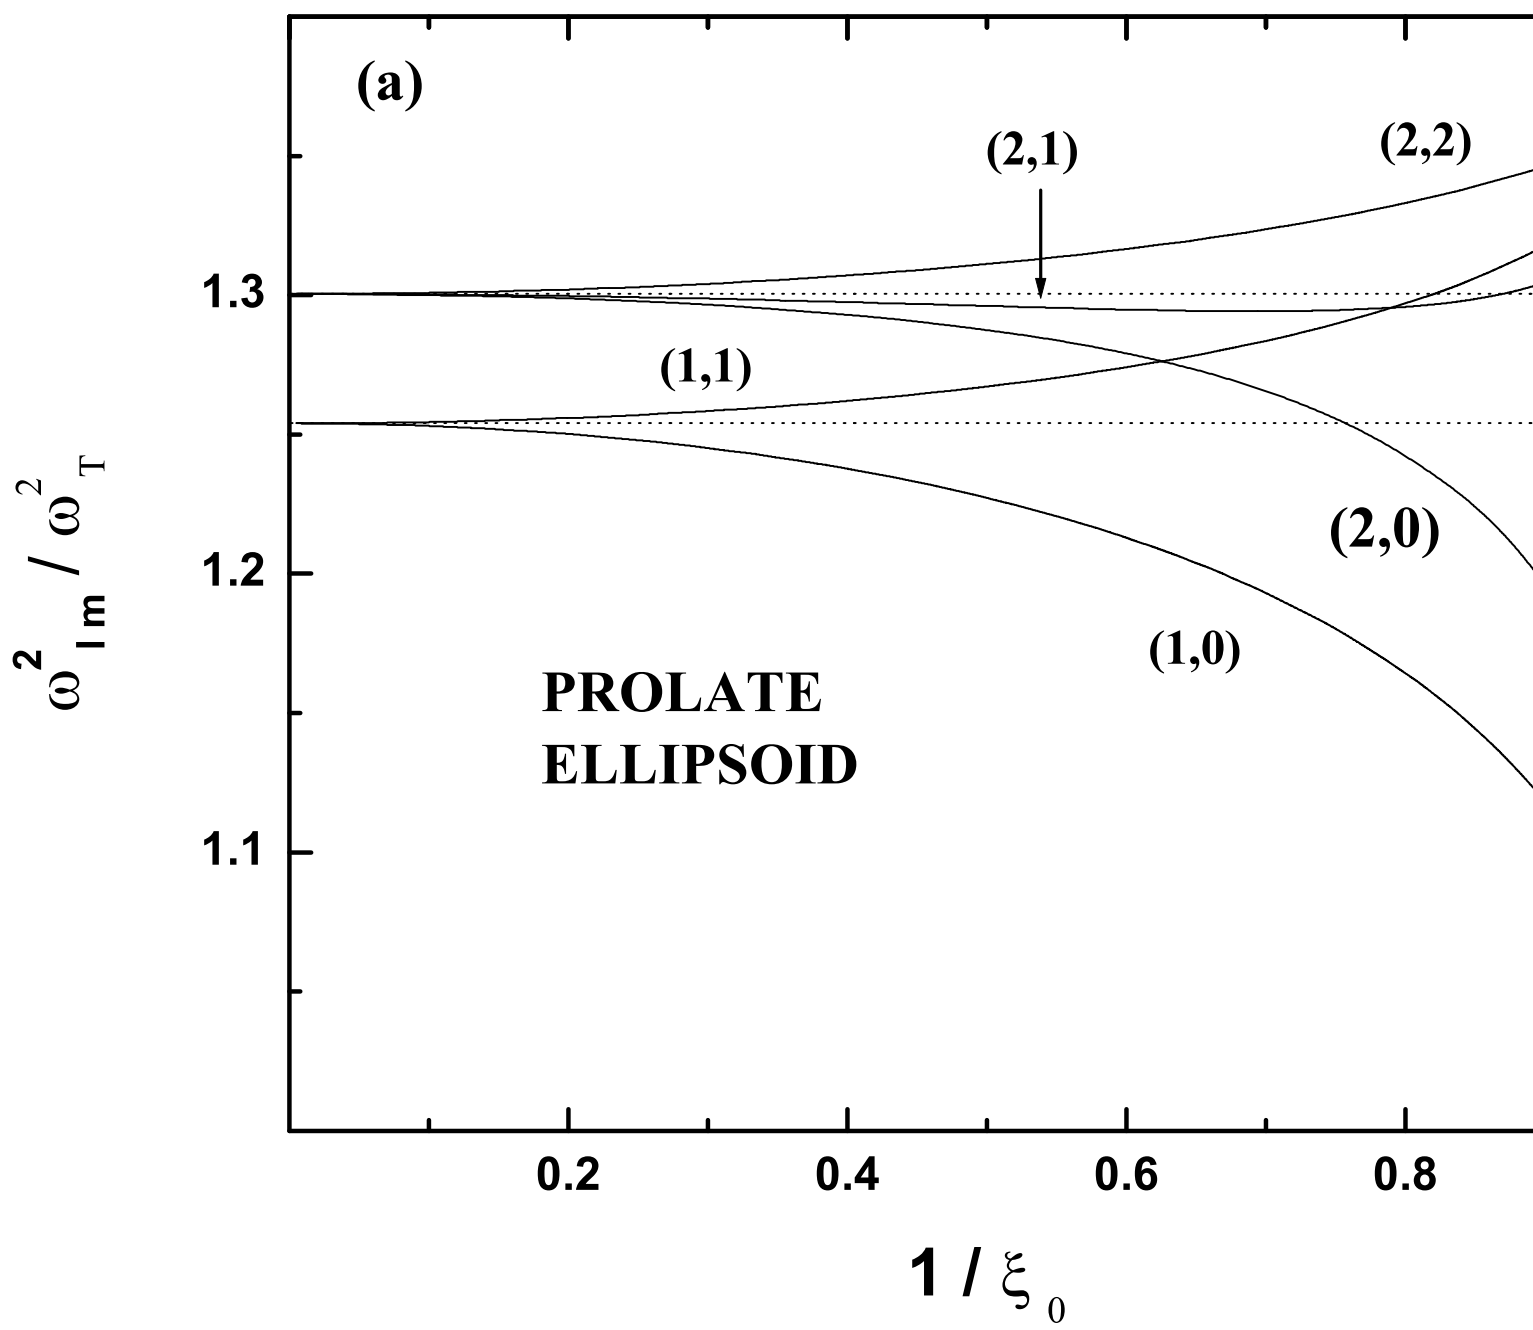 (a)
(2,1)
(2,2)
1.3
(1,1)
(2,0)
1.2
(1,0)
PROLATE
ELLIPSOID
1.1
ω²lm / ω²T
0.2 0.4 0.6 0.8
1 / ξ₀